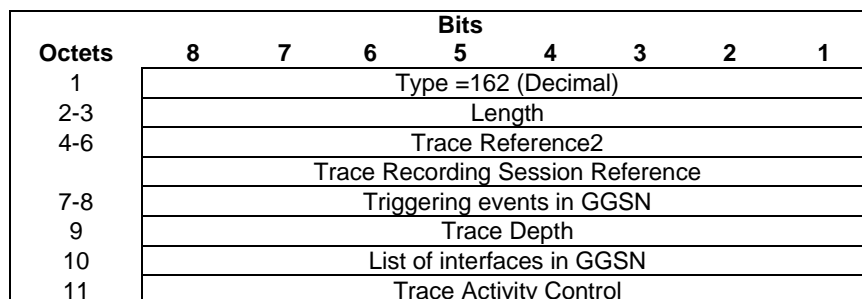 Bits
Octets 8 7 6 5 4 3 2 1
1 Type =162 (Decimal)
2-3 Length
4-6 Trace Reference2
Trace Recording Session Reference
7-8 Triggering events in GGSN
9 Trace Depth
10 List of interfaces in GGSN
11 Trace Activity Control